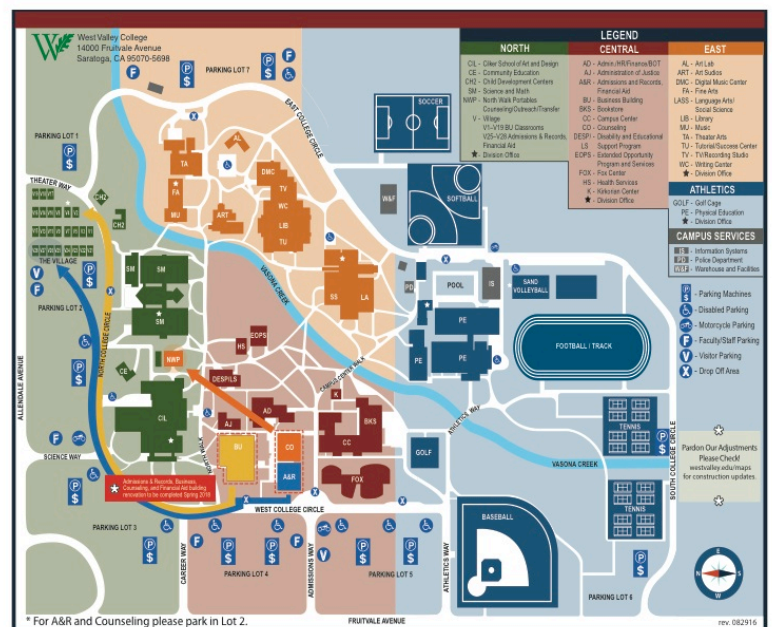 West Valley College
14000 Fruitvale Avenue
Saratoga, CA 95070-5698
LEGEND
NORTH
CIL - Cilker School of Art and Design
CE - Community Education
CH2 - Child Development Centers
SM - Science and Math
NWP - North Walk Portables
Counseling/Outreach/Transfer
V - Village
V1-V19 BU Classrooms
V25-V28 Admissions & Records,
Financial Aid
★ - Division Office
CENTRAL
AD - Admin./HR/Finance/BOT
AJ - Administration of Justice
A&R - Admissions and Records,
Financial Aid
BU - Business Building
BKS - Bookstore
CC - Campus Center
CO - Counseling
DESP/ - Disability and Educational
LS Support Program
EOPS - Extended Opportunity
Program and Services
FOX - Fox Center
HS - Health Services
K - Kirkorian Center
★ - Division Office
EAST
AL - Art Lab
ART - Art Sudios
DMC - Digital Music Center
FA - Fine Arts
LASS - Language Arts/
Social Science
LIB - Library
MU - Music
TA - Theater Arts
TU - Tutorial/Success Center
TV - TV/Recording Studio
WC - Writing Center
★ - Division Office
ATHLETICS
GOLF - Golf Cage
PE - Physical Education
★ - Division Office
CAMPUS SERVICES
IS - Information Systems
PD - Police Department
W&F - Warehouse and Facilities
P $ - Parking Machines
- Disabled Parking
- Motorcycle Parking
F - Faculty/Staff Parking
V - Visitor Parking
X - Drop Off Area
Pardon Our Adjustments
Please Check!
westvalley.edu/maps
for construction updates.
PARKING LOT 7
EAST COLLEGE CIRCLE
SOCCER
PARKING LOT 1
THEATER WAY
AL
TA
FA
MU
ART
DMC
TV
WC
LIB
TU
W&F
SOFTBALL
CH2
CH2
THE VILLAGE
SM
SM
SM
VASONA CREEK
SS
LA
PD
POOL
IS
SAND
VOLLEYBALL
PARKING LOT 2
NORTH COLLEGE CIRCLE
ALLENDALE AVENUE
NWP
CE
HS
EOPS
DESP/LS
CAMPUS CENTER WALK
PE
PE
PE
FOOTBALL / TRACK
CIL
AJ
AD
K
BKS
CC
BU
CO
A&R
FOX
GOLF
ATHLETICS WAY
TENNIS
VASONA CREEK
SOUTH COLLEGE CIRCLE
SCIENCE WAY
★ Admissions & Records, Business,
Counseling, and Financial Aid building
renovation to be completed Spring 2018
WEST COLLEGE CIRCLE
TENNIS
BASEBALL
PARKING LOT 3
CAREER WAY
PARKING LOT 4
ADMISSIONS WAY
PARKING LOT 5
ATHLETICS WAY
PARKING LOT 6
N
E
S
W
* For A&R and Counseling please park in Lot 2.
FRUITVALE AVENUE
rev. 082916